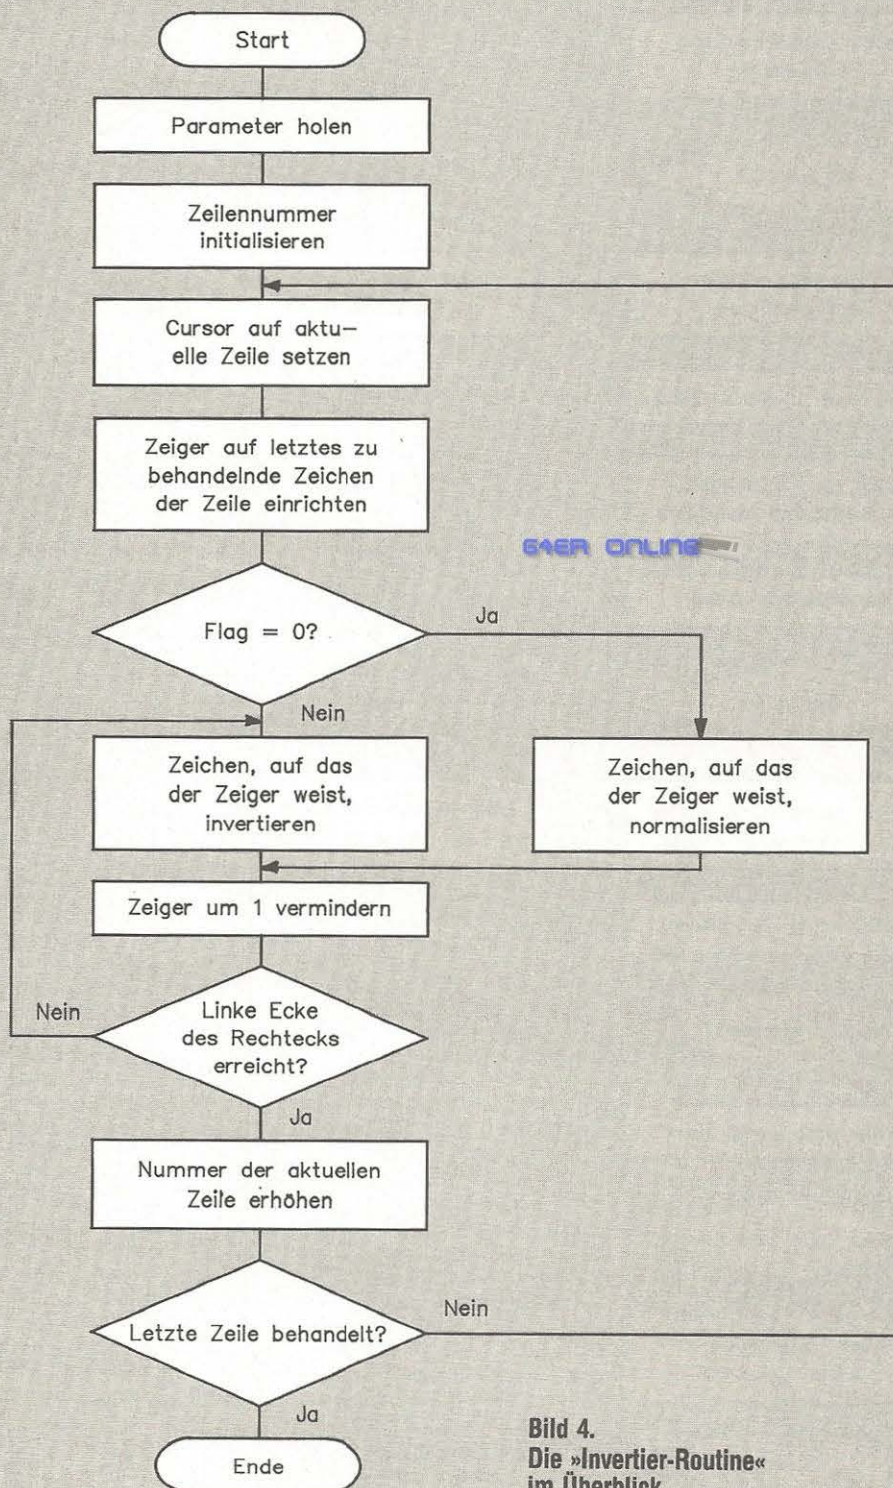 Start
Parameter holen
Zeilennummer
initialisieren
Cursor auf aktu-
elle Zeile setzen
Zeiger auf letztes zu
behandelnde Zeichen
der Zeile einrichten
64ER ONLINE
Flag = 0?
Ja
Nein
Zeichen, auf das
der Zeiger weist,
invertieren
Zeichen, auf das
der Zeiger weist,
normalisieren
Zeiger um 1 vermindern
Nein
Linke Ecke
des Rechtecks
erreicht?
Ja
Nummer der aktuellen
Zeile erhöhen
Nein
Letzte Zeile behandelt?
Ja
Ende
Bild 4.
Die »Invertier-Routine«
im Überblick